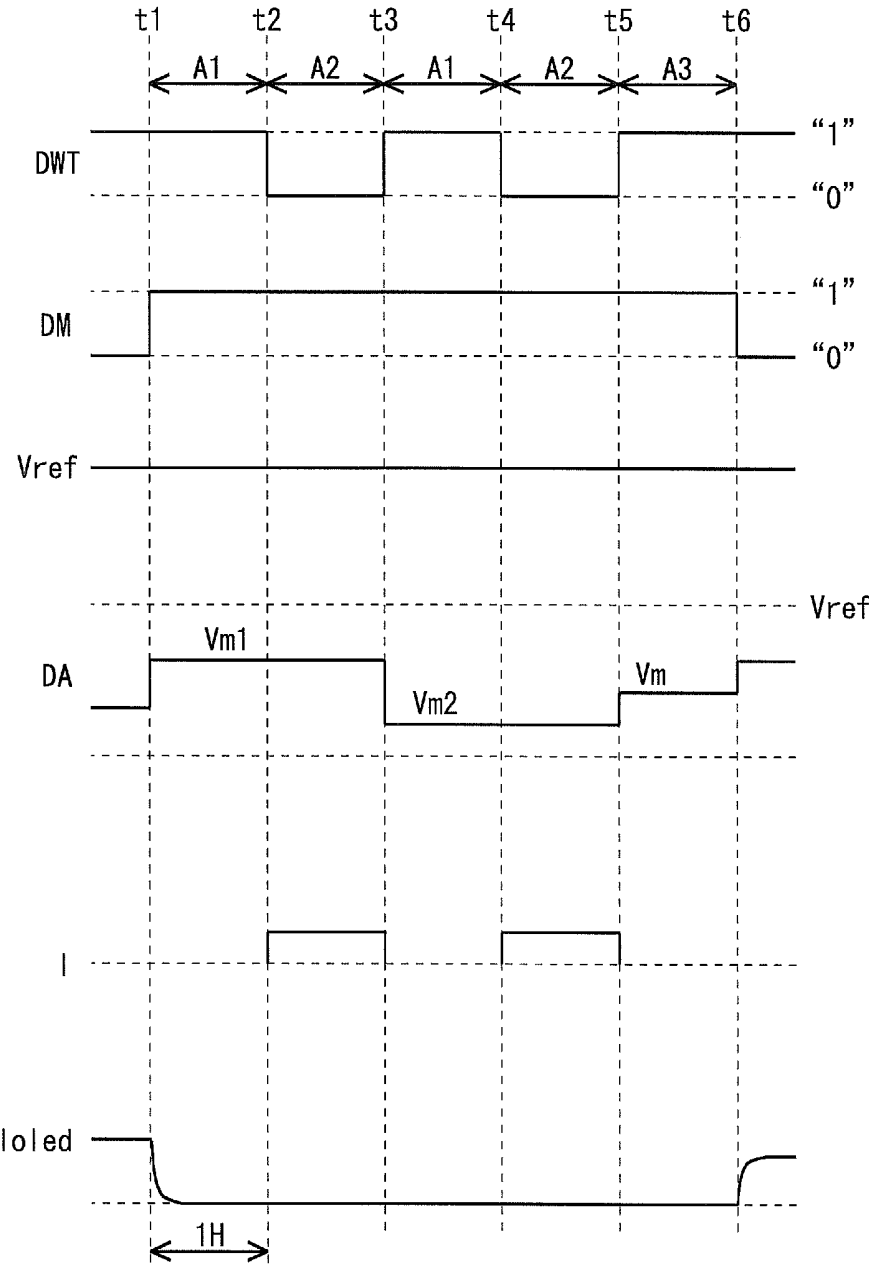 t1 t2 t3 t4 t5 t6
A1 A2 A1 A2 A3
DWT “1”
“0”
DM “1”
“0”
Vref
Vref
DA Vm1 Vm2 Vm
I
Ioled
1H